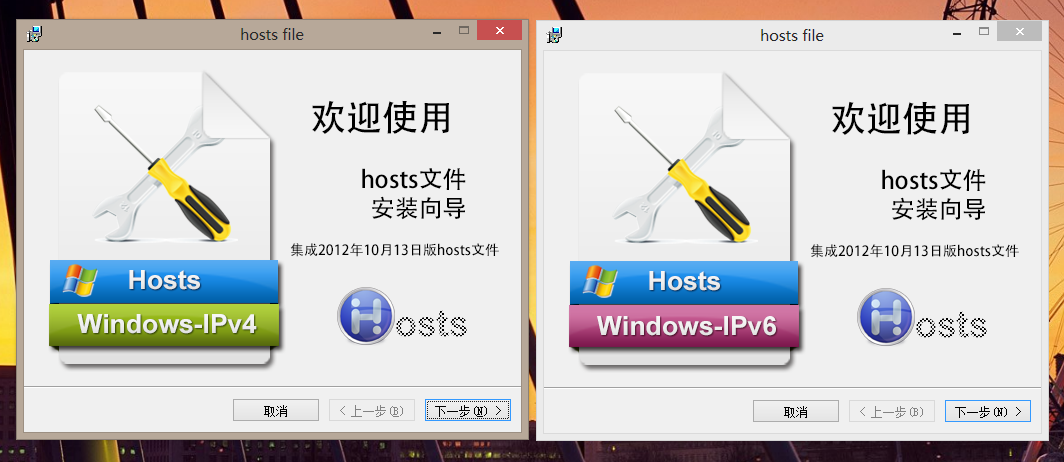 hosts file
欢迎使用
hosts文件
安装向导
集成2012年10月13日版hosts文件
Hosts
Windows-IPv4
Hosts
取消
< 上一步(B)
下一步(N) >
hosts file
欢迎使用
hosts文件
安装向导
集成2012年10月13日版hosts文件
Hosts
Windows-IPv6
Hosts
取消
< 上一步(B)
下一步(N) >